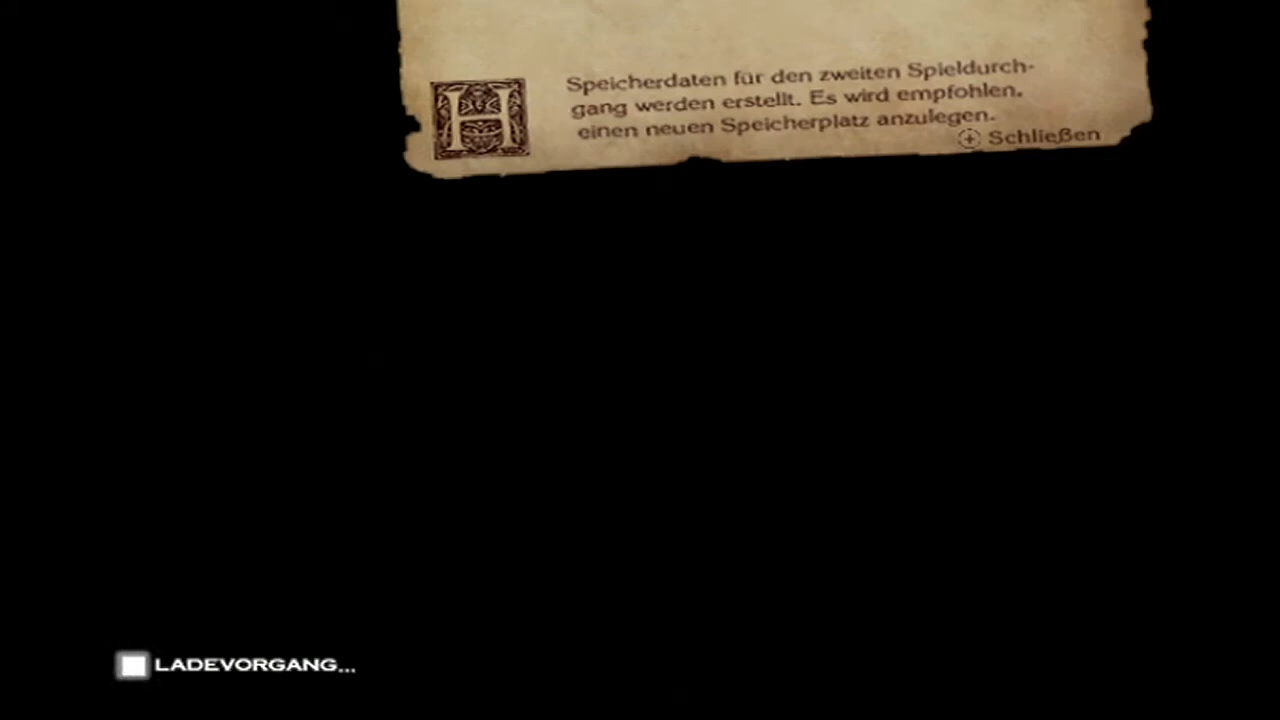 H
Speicherdaten für den zweiten Spieldurch-
gang werden erstellt. Es wird empfohlen,
einen neuen Speicherplatz anzulegen.
Schließen
LADEVORGANG...